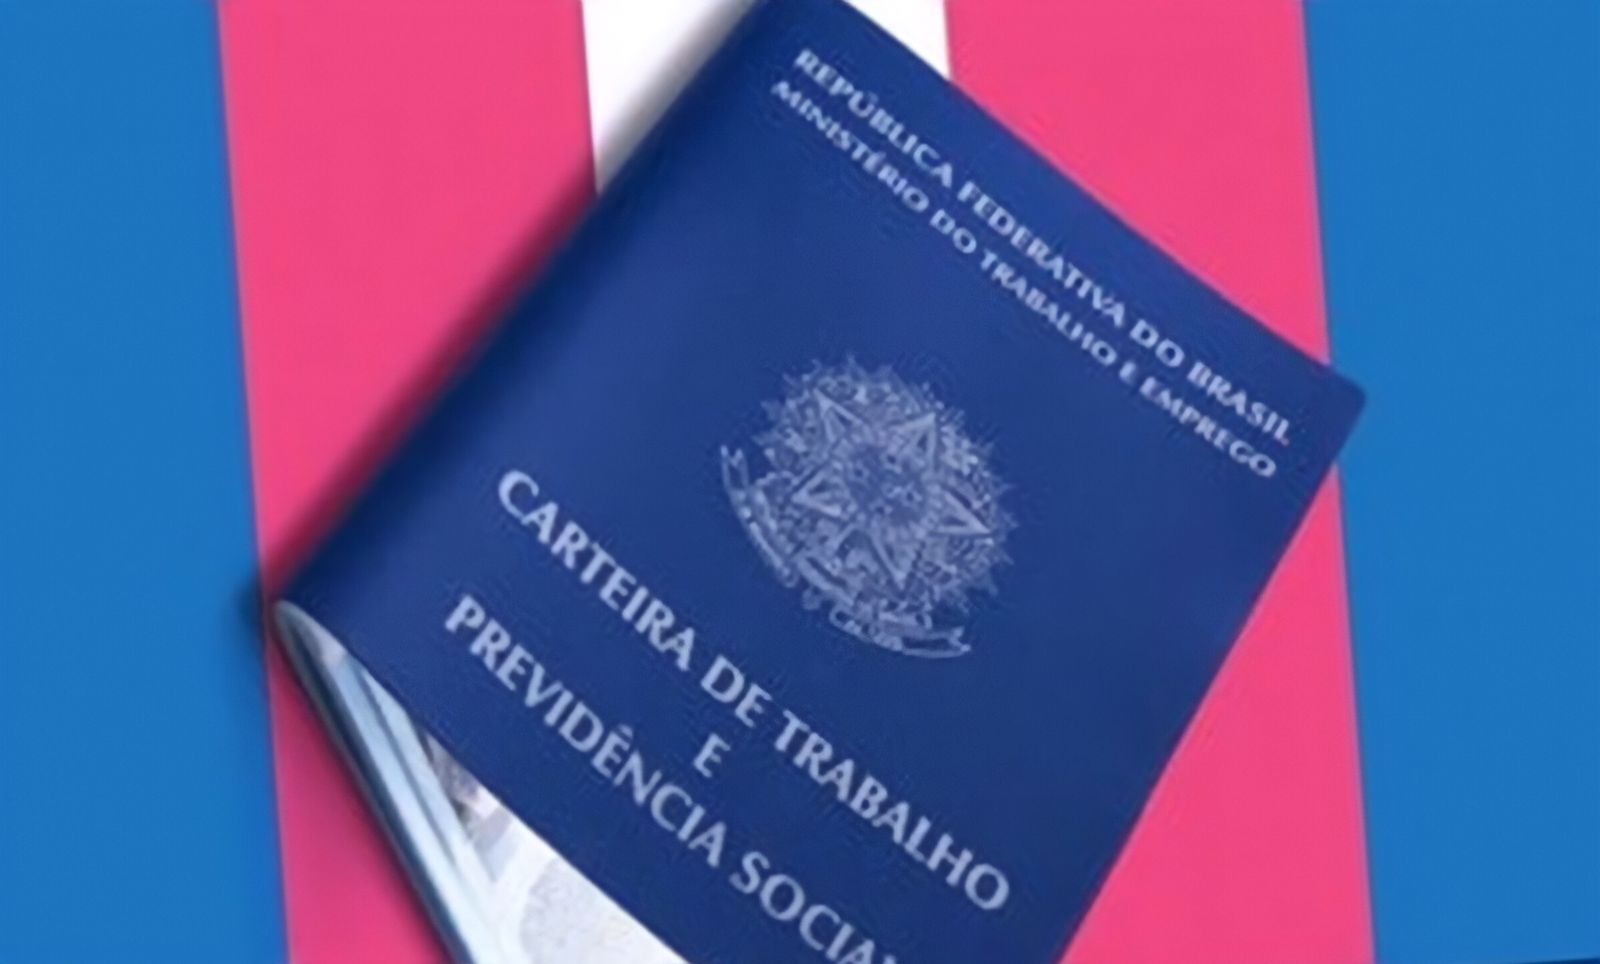 REPÚBLICA FEDERATIVA DO BRASIL
MINISTÉRIO DO TRABALHO E EMPREGO
CARTEIRA DE TRABALHO
E
PREVIDÊNCIA SOCIAL